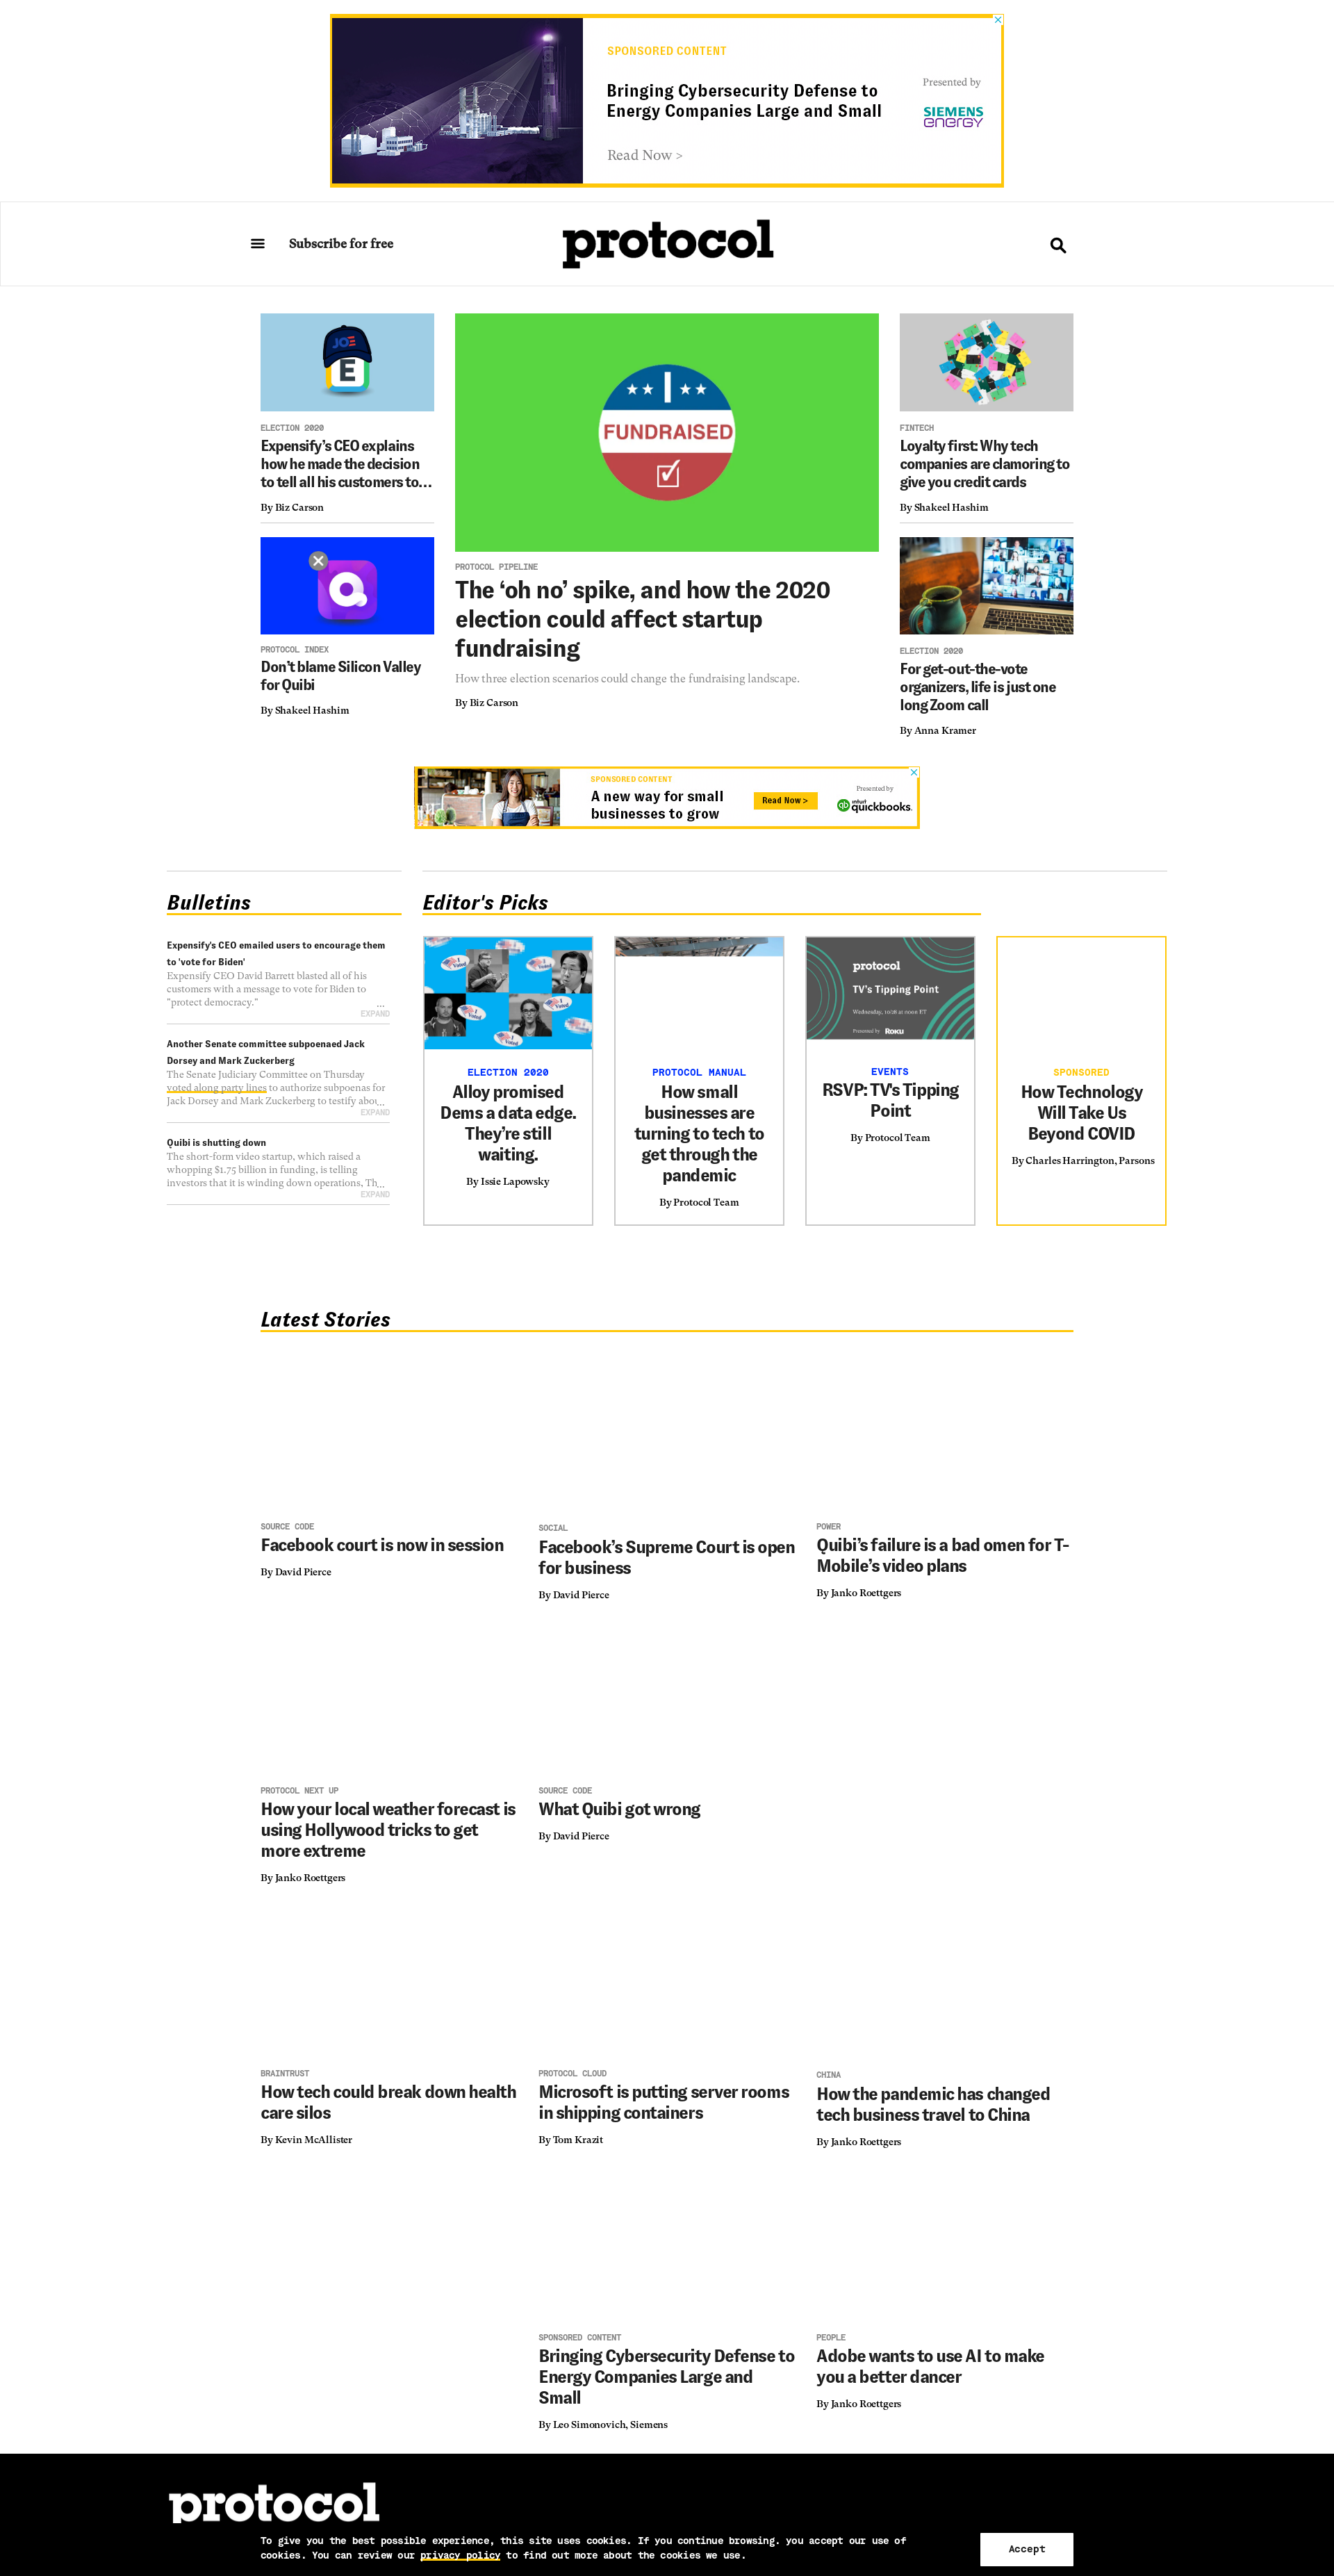 SPONSORED CONTENT
Bringing Cybersecurity Defense to
Energy Companies Large and Small
Read Now >
Presented by
SIEMENS
energy
Subscribe for free
protocol
JOE
E
ELECTION 2020
Expensify’s CEO explains
how he made the decision
to tell all his customers to…
By Biz Carson
PROTOCOL INDEX
Don’t blame Silicon Valley
for Quibi
By Shakeel Hashim
FUNDRAISED
PROTOCOL PIPELINE
The ‘oh no’ spike, and how the 2020
election could affect startup
fundraising
How three election scenarios could change the fundraising landscape.
By Biz Carson
FINTECH
Loyalty first: Why tech
companies are clamoring to
give you credit cards
By Shakeel Hashim
ELECTION 2020
For get-out-the-vote
organizers, life is just one
long Zoom call
By Anna Kramer
SPONSORED CONTENT
A new way for small
businesses to grow
Read Now >
Presented by
qb intuit quickbooks.
Bulletins
Expensify's CEO emailed users to encourage them
to 'vote for Biden'
Expensify CEO David Barrett blasted all of his
customers with a message to vote for Biden to
"protect democracy."
...
EXPAND
Another Senate committee subpoenaed Jack
Dorsey and Mark Zuckerberg
The Senate Judiciary Committee on Thursday
voted along party lines to authorize subpoenas for
Jack Dorsey and Mark Zuckerberg to testify abou...
EXPAND
Quibi is shutting down
The short-form video startup, which raised a
whopping $1.75 billion in funding, is telling
investors that it is winding down operations, Th...
EXPAND
Editor's Picks
I Voted
ELECTION 2020
Alloy promised
Dems a data edge.
They’re still
waiting.
By Issie Lapowsky
PROTOCOL MANUAL
How small
businesses are
turning to tech to
get through the
pandemic
By Protocol Team
protocol
TV's Tipping Point
Wednesday, 10/28 at noon ET
Presented by Roku
EVENTS
RSVP: TV's Tipping
Point
By Protocol Team
SPONSORED
How Technology
Will Take Us
Beyond COVID
By Charles Harrington, Parsons
Latest Stories
SOURCE CODE
Facebook court is now in session
By David Pierce
SOCIAL
Facebook’s Supreme Court is open
for business
By David Pierce
POWER
Quibi’s failure is a bad omen for T-
Mobile’s video plans
By Janko Roettgers
PROTOCOL NEXT UP
How your local weather forecast is
using Hollywood tricks to get
more extreme
By Janko Roettgers
SOURCE CODE
What Quibi got wrong
By David Pierce
BRAINTRUST
How tech could break down health
care silos
By Kevin McAllister
PROTOCOL CLOUD
Microsoft is putting server rooms
in shipping containers
By Tom Krazit
CHINA
How the pandemic has changed
tech business travel to China
By Janko Roettgers
SPONSORED CONTENT
Bringing Cybersecurity Defense to
Energy Companies Large and
Small
By Leo Simonovich, Siemens
PEOPLE
Adobe wants to use AI to make
you a better dancer
By Janko Roettgers
protocol
To give you the best possible experience, this site uses cookies. If you continue browsing. you accept our use of
cookies. You can review our privacy policy to find out more about the cookies we use.
Accept